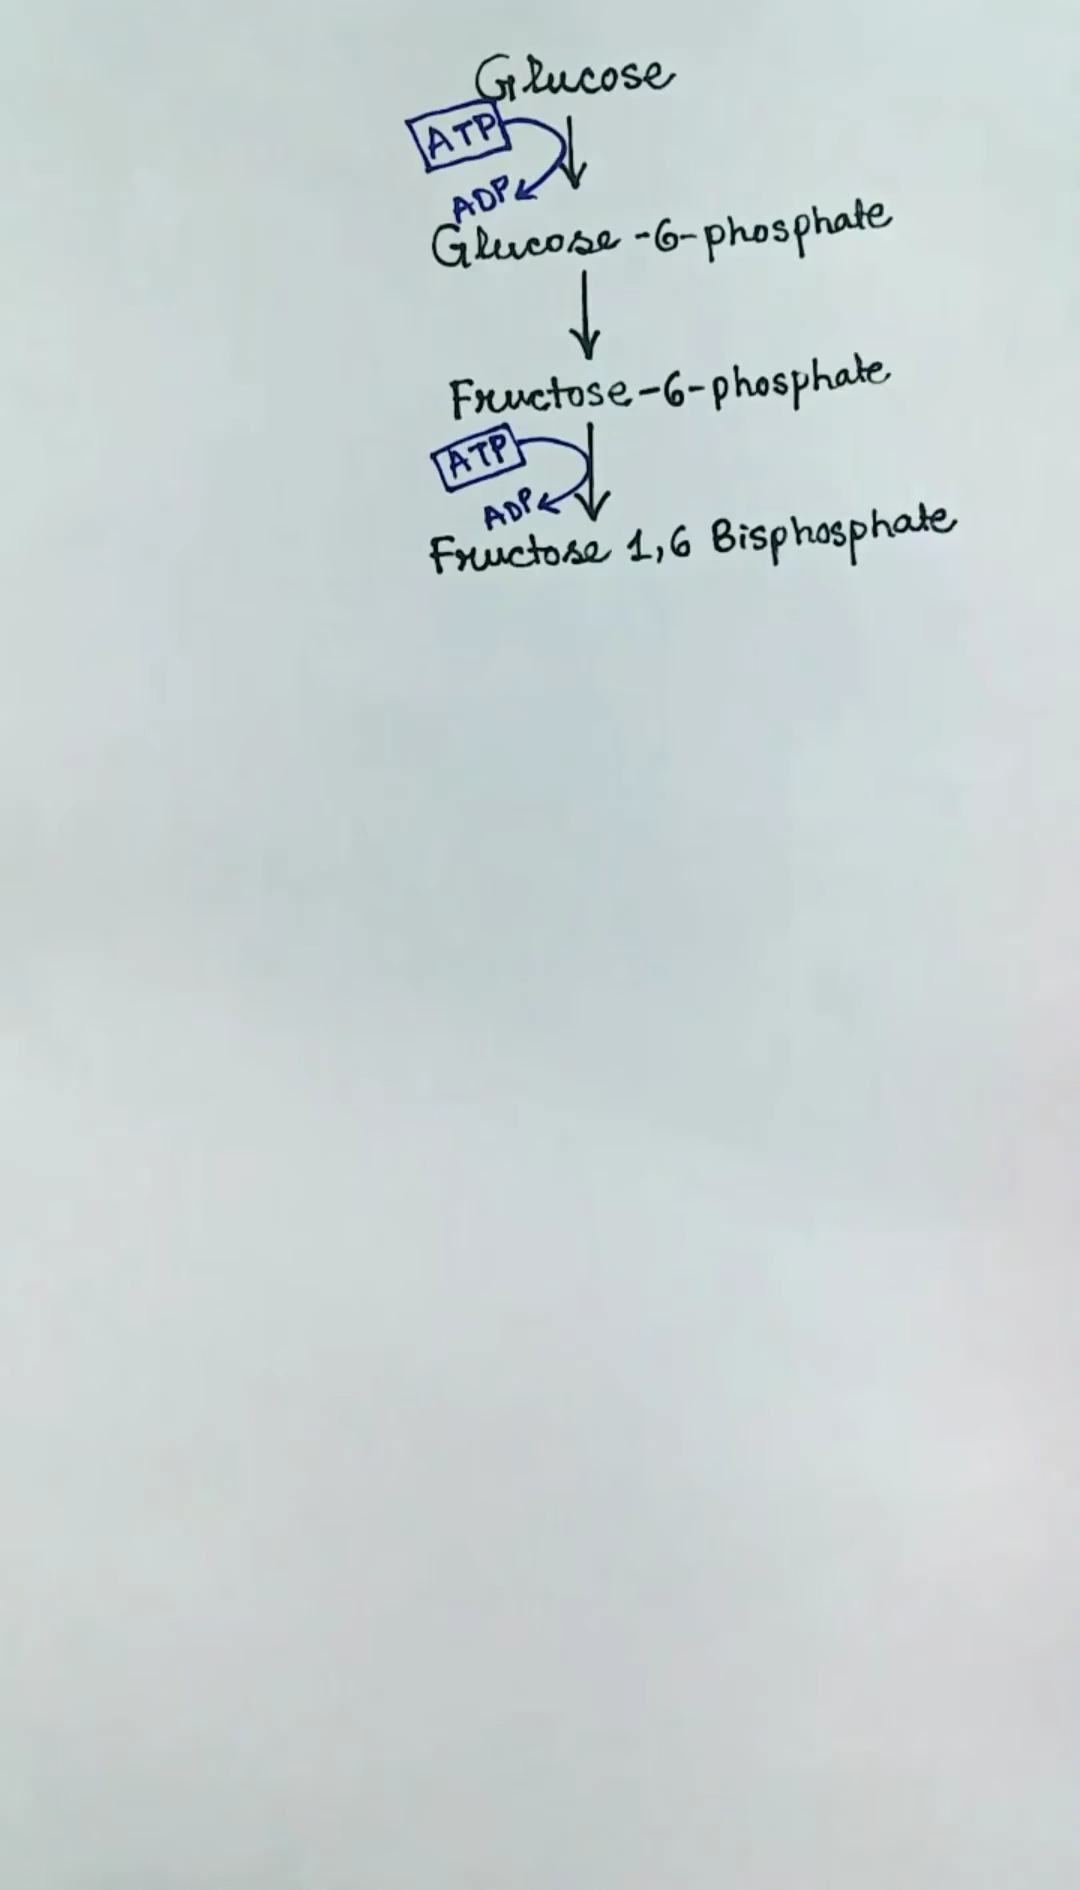 Glucose
ATP
ADP
Glucose-6-phosphate
Fructose-6-phosphate
ATP
ADP
Fructose 1,6 Bisphosphate